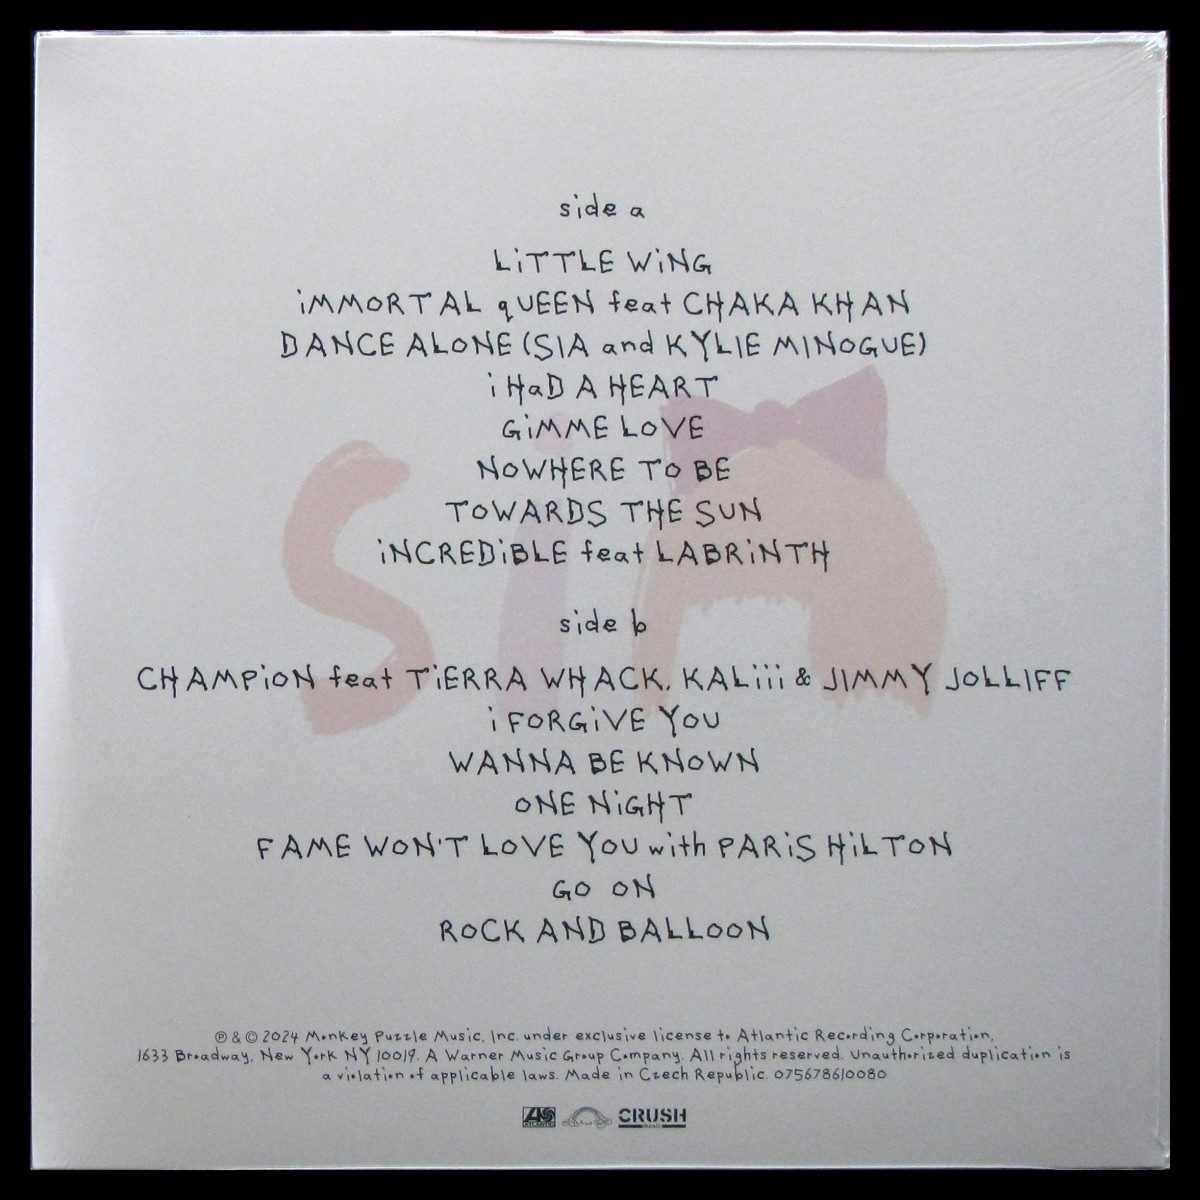 side a
LiTTLE WiNG
iMMORTAL qUEEN feat CHAKA KHAN
DANCE ALONE (SIA and KYLIE MINOGUE)
i HaD A HEART
GiMME LOVE
NOWHERE TO BE
TOWARDS THE SUN
iNCREDiBLE feat LABRiNTH
SiA
side b
CHAMPiON feat TiERRA WHACK, KALiii & JIMMY JOLLIFF
i FORGiVE YOU
WANNA BE KNOWN
ONE NiGHT
FAME WON'T LOVE YOU with PARiS HiLTON
GO ON
ROCK AND BALLOON
℗ & © 2024 Monkey Puzzle Music, Inc. under exclusive license to Atlantic Recording Corporation,
1633 Broadway, New York NY 10019. A Warner Music Group Company. All rights reserved. Unauthorized duplication is
a violation of applicable laws. Made in Czech Republic. 075678610080
CRUSH